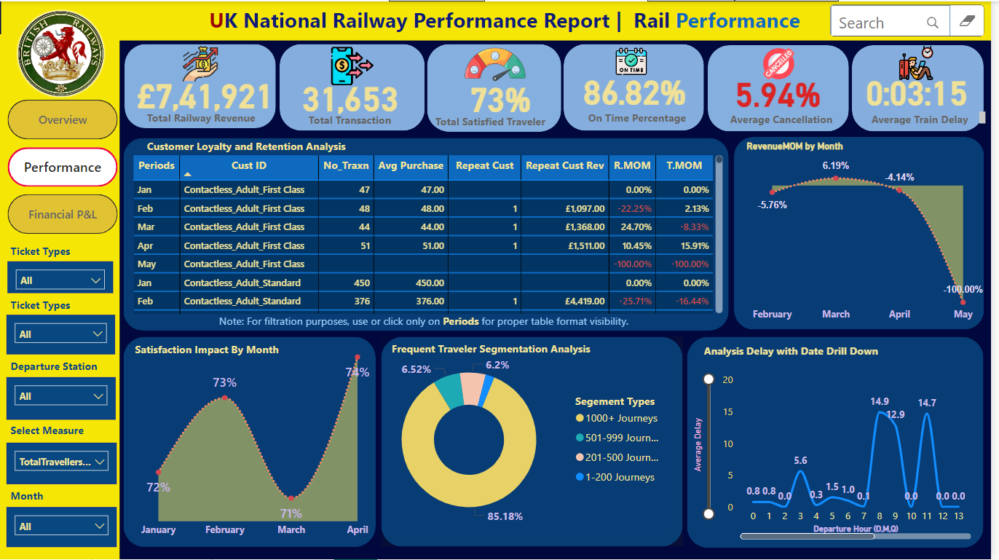 UK National Railway Performance Report | Rail Performance
Search
BRITISH RAILWAYS
Overview
Performance
Financial P&L
Ticket Types
All
Ticket Types
All
Departure Station
All
Select Measure
TotalTravellers...
Month
All
£7,41,921
Total Railway Revenue
31,653
Total Transaction
73%
Total Satisfied Traveler
ON TIME
86.82%
On Time Percentage
CANCELLED
5.94%
Average Cancellation
0:03:15
Average Train Delay
Customer Loyalty and Retention Analysis
Periods Cust ID No_Traxn Avg Purchase Repeat Cust Repeat Cust Rev R.MOM T.MOM
Jan Contactless_Adult_First Class 47 47.00 0.00% 0.00%
Feb Contactless_Adult_First Class 48 48.00 1 £1,097.00 -22.25% 2.13%
Mar Contactless_Adult_First Class 44 44.00 1 £1,368.00 24.70% -8.33%
Apr Contactless_Adult_First Class 51 51.00 1 £1,511.00 10.45% 15.91%
May Contactless_Adult_First Class -100.00% -100.00%
Jan Contactless_Adult_Standard 450 450.00 0.00% 0.00%
Feb Contactless_Adult_Standard 376 376.00 1 £4,419.00 -25.71% -16.44%
Note: For filtration purposes, use or click only on Periods for proper table format visibility.
RevenueMOM by Month
6.19%
-4.14%
-5.76%
-100.00%
February March April May
Satisfaction Impact By Month
74%
73%
72%
71%
January February March April
Frequent Traveler Segmentation Analysis
6.52% 6.2%
85.18%
Segement Types
1000+ Journeys
501-999 Journ...
201-500 Journ...
1-200 Journeys
Analysis Delay with Date Drill Down
Average Delay
20
15
10
5
0
0.8 0.8 0.0 5.6 0.3 1.5 1.0 0.1 14.9 12.9 0.0 14.7 0.0 0.0
0 1 2 3 4 5 6 7 8 9 10 11 12 13
Departure Hour (D,M,Q)